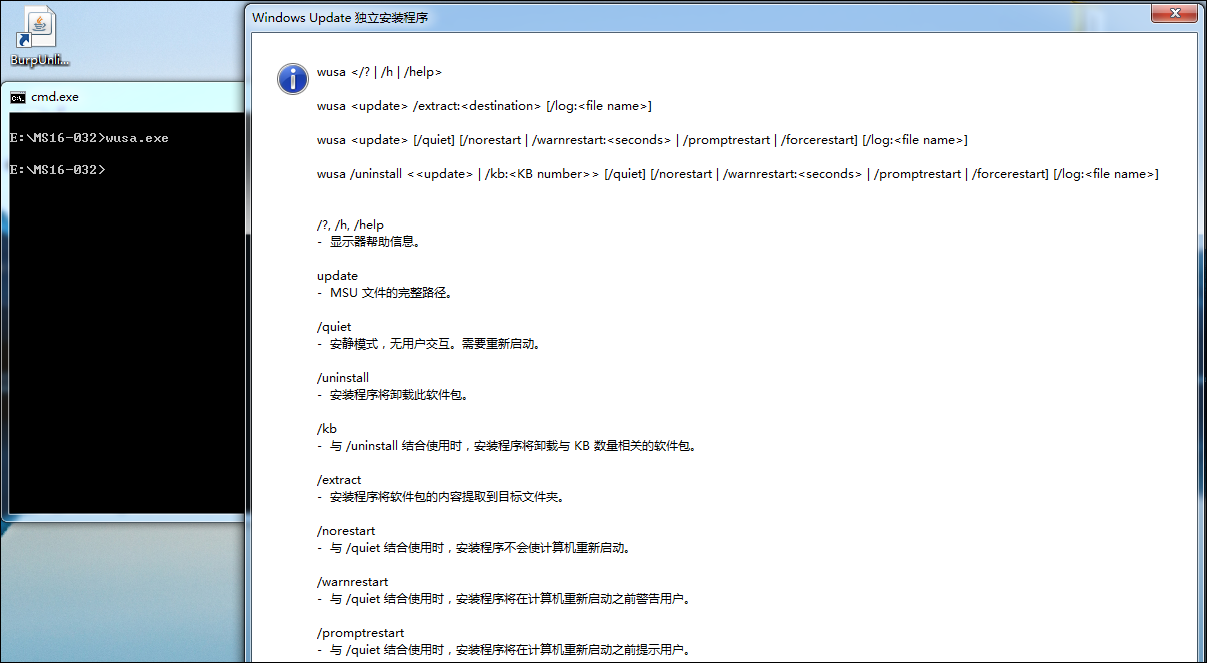 BurpUnli...
cmd.exe
E:\MS16-032>wusa.exe
E:\MS16-032>
Windows Update 独立安装程序
wusa </? | /h | /help>
wusa <update> /extract:<destination> [/log:<file name>]
wusa <update> [/quiet] [/norestart | /warnrestart:<seconds> | /promptrestart | /forcerestart] [/log:<file name>]
wusa /uninstall <<update> | /kb:<KB number>> [/quiet] [/norestart | /warnrestart:<seconds> | /promptrestart | /forcerestart] [/log:<file name>]
/?, /h, /help
- 显示器帮助信息。
update
- MSU 文件的完整路径。
/quiet
- 安静模式，无用户交互。需要重新启动。
/uninstall
- 安装程序将卸载此软件包。
/kb
- 与 /uninstall 结合使用时，安装程序将卸载与 KB 数量相关的软件包。
/extract
- 安装程序将软件包的内容提取到目标文件夹。
/norestart
- 与 /quiet 结合使用时，安装程序不会使计算机重新启动。
/warnrestart
- 与 /quiet 结合使用时，安装程序将在计算机重新启动之前警告用户。
/promptrestart
- 与 /quiet 结合使用时，安装程序将在计算机重新启动之前提示用户。